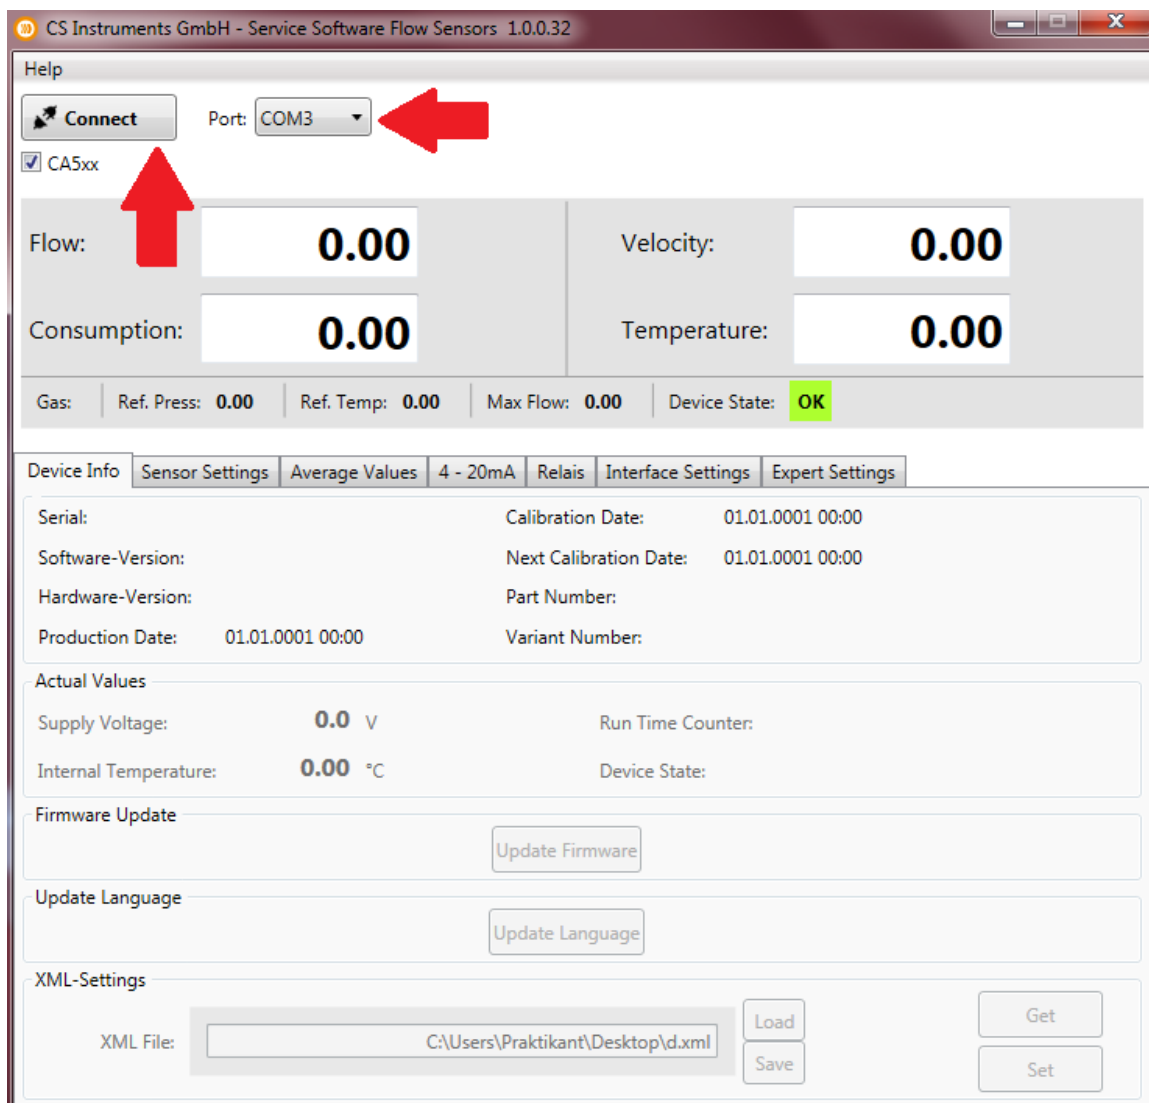 CS Instruments GmbH - Service Software Flow Sensors 1.0.0.32
Help
Connect Port: COM3
CA5xx
Flow: 0.00 Velocity: 0.00
Consumption: 0.00 Temperature: 0.00
Gas: Ref. Press: 0.00 Ref. Temp: 0.00 Max Flow: 0.00 Device State: OK
Device Info Sensor Settings Average Values 4 - 20mA Relais Interface Settings Expert Settings
Serial: Calibration Date: 01.01.0001 00:00
Software-Version: Next Calibration Date: 01.01.0001 00:00
Hardware-Version: Part Number:
Production Date: 01.01.0001 00:00 Variant Number:
Actual Values
Supply Voltage: 0.0 V Run Time Counter:
Internal Temperature: 0.00 °C Device State:
Firmware Update
Update Firmware
Update Language
Update Language
XML-Settings
XML File: C:\Users\Praktikant\Desktop\d.xml Load Get
Save Set